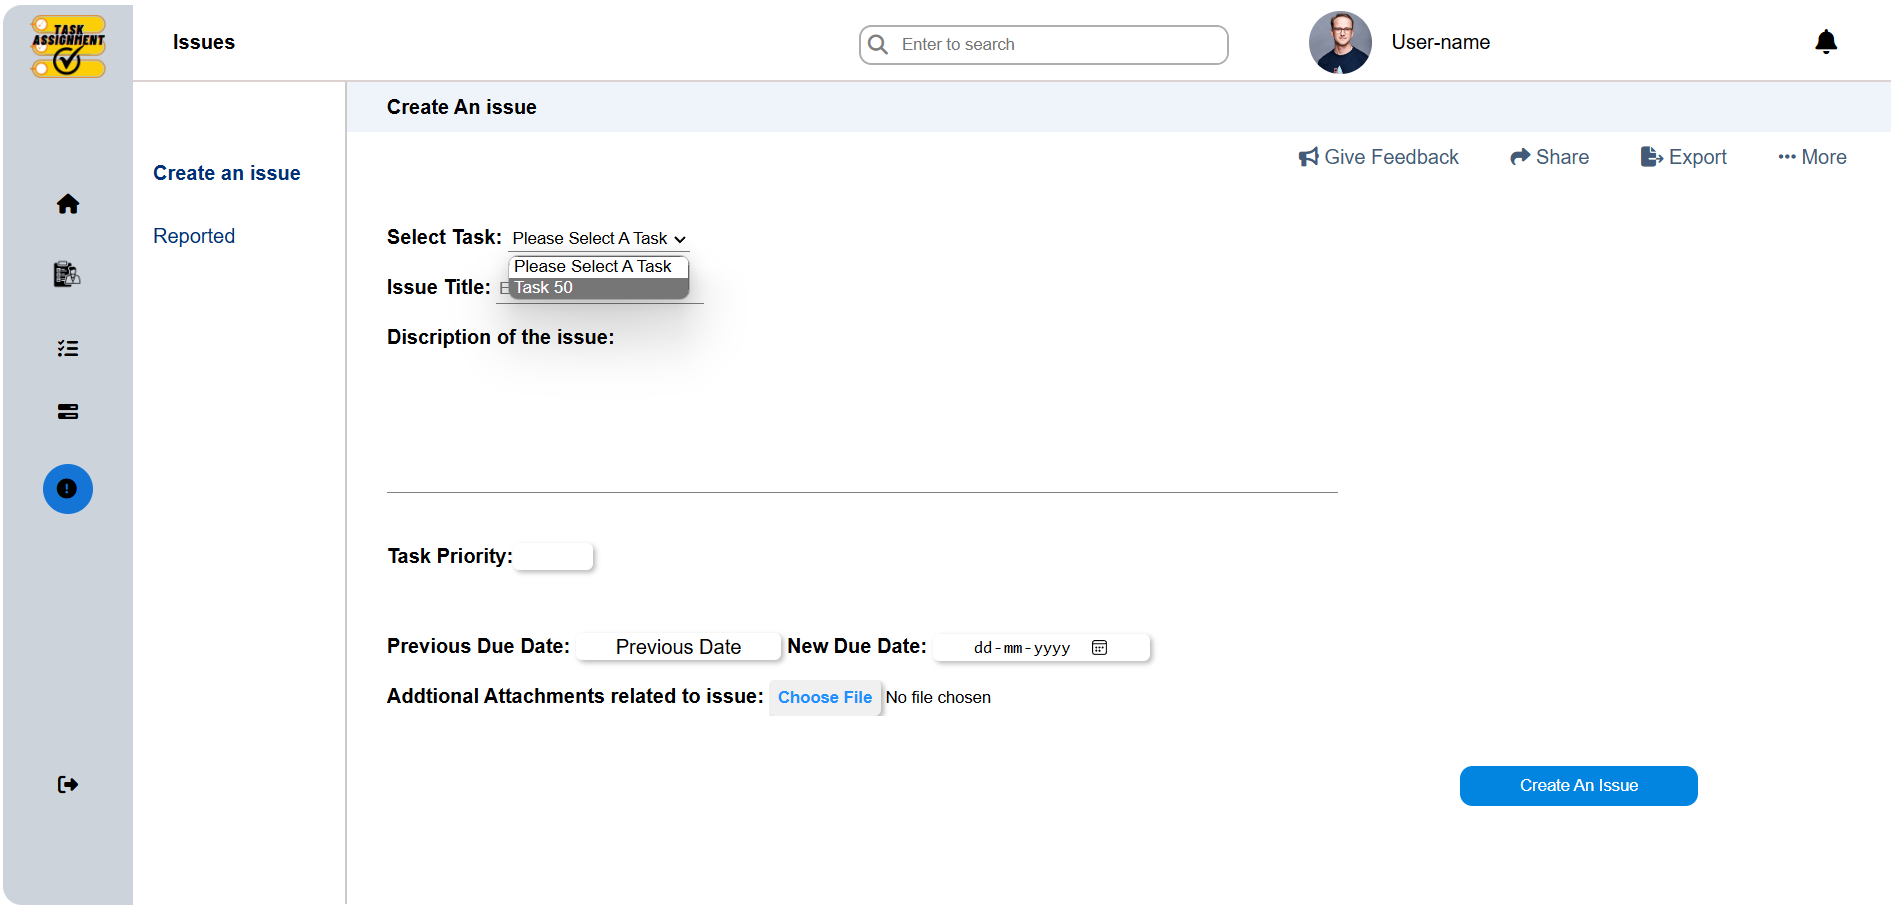 TASK
ASSIGNMENT
Issues
Enter to search
User-name
Create An issue
Give Feedback
Share
Export
More
Create an issue
Reported
Select Task: Please Select A Task
Please Select A Task
Task 50
Issue Title: E
Discription of the issue:
Task Priority:
Previous Due Date: Previous Date New Due Date: dd-mm-yyyy
Addtional Attachments related to issue: Choose File No file chosen
Create An Issue